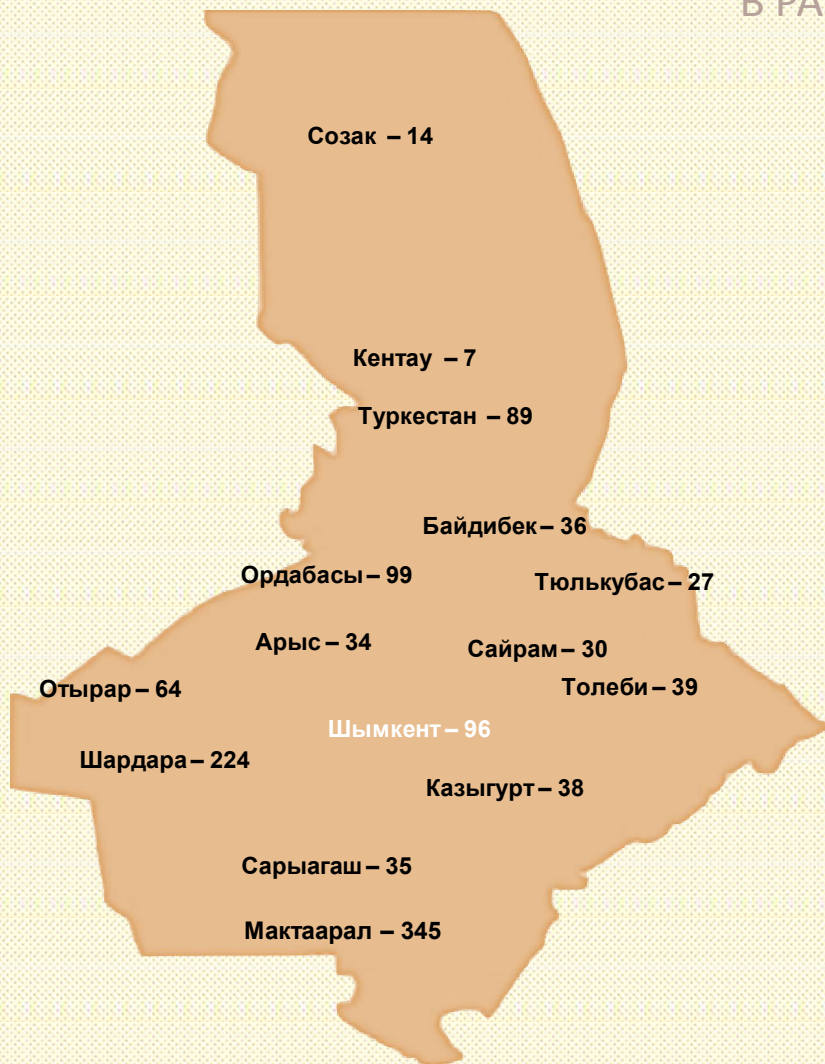 В РА
Созак – 14
Кентау – 7
Туркестан – 89
Байдибек – 36
Ордабасы – 99
Тюлькубас – 27
Арыс – 34
Сайрам – 30
Отырар – 64
Толеби – 39
Шымкент – 96
Шардара – 224
Казыгурт – 38
Сарыагаш – 35
Мактаарал – 345